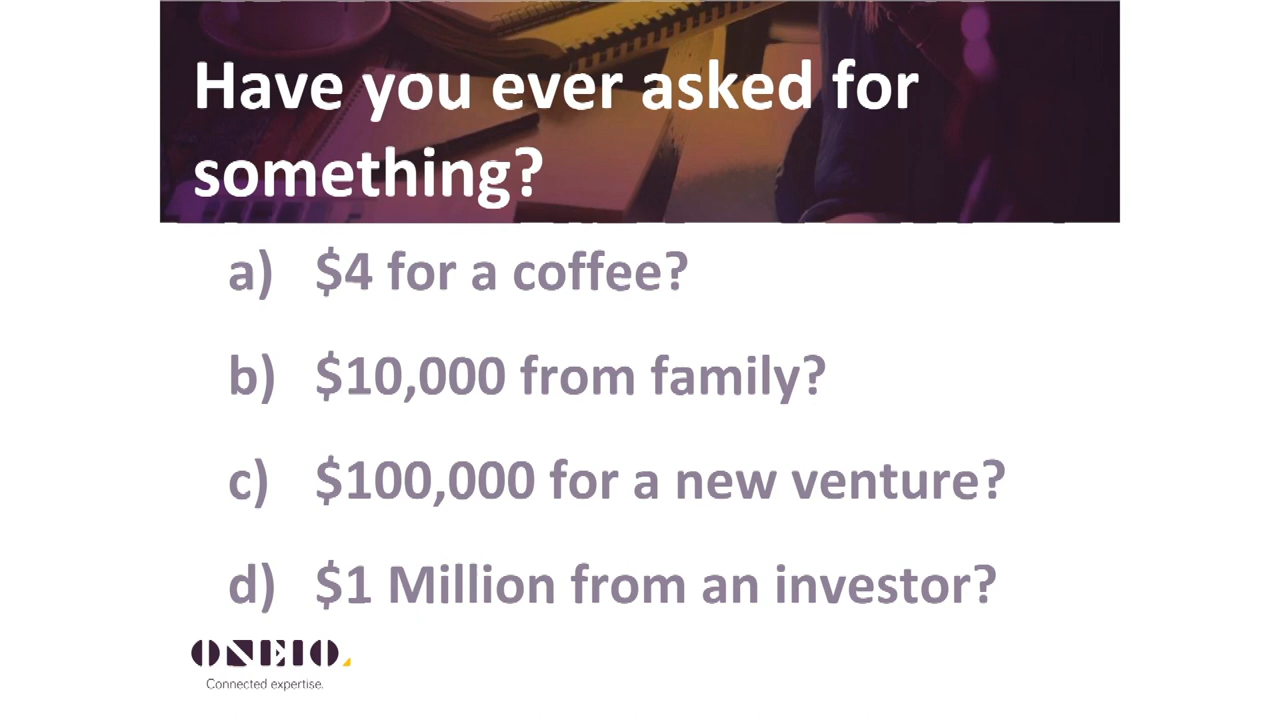 Have you ever asked for
something?
a) $4 for a coffee?
b) $10,000 from family?
c) $100,000 for a new venture?
d) $1 Million from an investor?
ONEIO
Connected expertise.